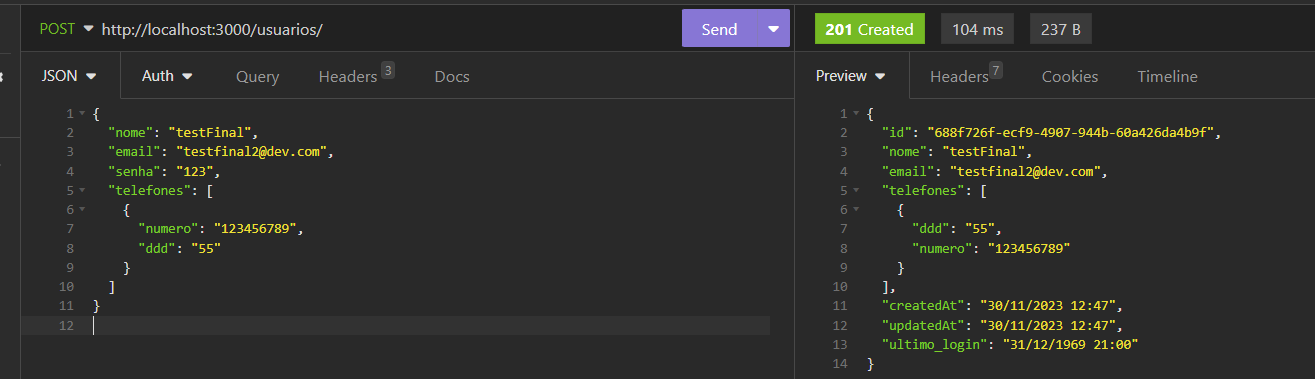 POST http://localhost:3000/usuarios/ Send
JSON Auth Query Headers 3 Docs
1 {
2 "nome": "testFinal",
3 "email": "testfinal2@dev.com",
4 "senha": "123",
5 "telefones": [
6 {
7 "numero": "123456789",
8 "ddd": "55"
9 }
10 ]
11 }
12
201 Created 104 ms 237 B
Preview Headers 7 Cookies Timeline
1 {
2 "id": "688f726f-ecf9-4907-944b-60a426da4b9f",
3 "nome": "testFinal",
4 "email": "testfinal2@dev.com",
5 "telefones": [
6 {
7 "ddd": "55",
8 "numero": "123456789"
9 }
10 ],
11 "createdAt": "30/11/2023 12:47",
12 "updatedAt": "30/11/2023 12:47",
13 "ultimo_login": "31/12/1969 21:00"
14 }